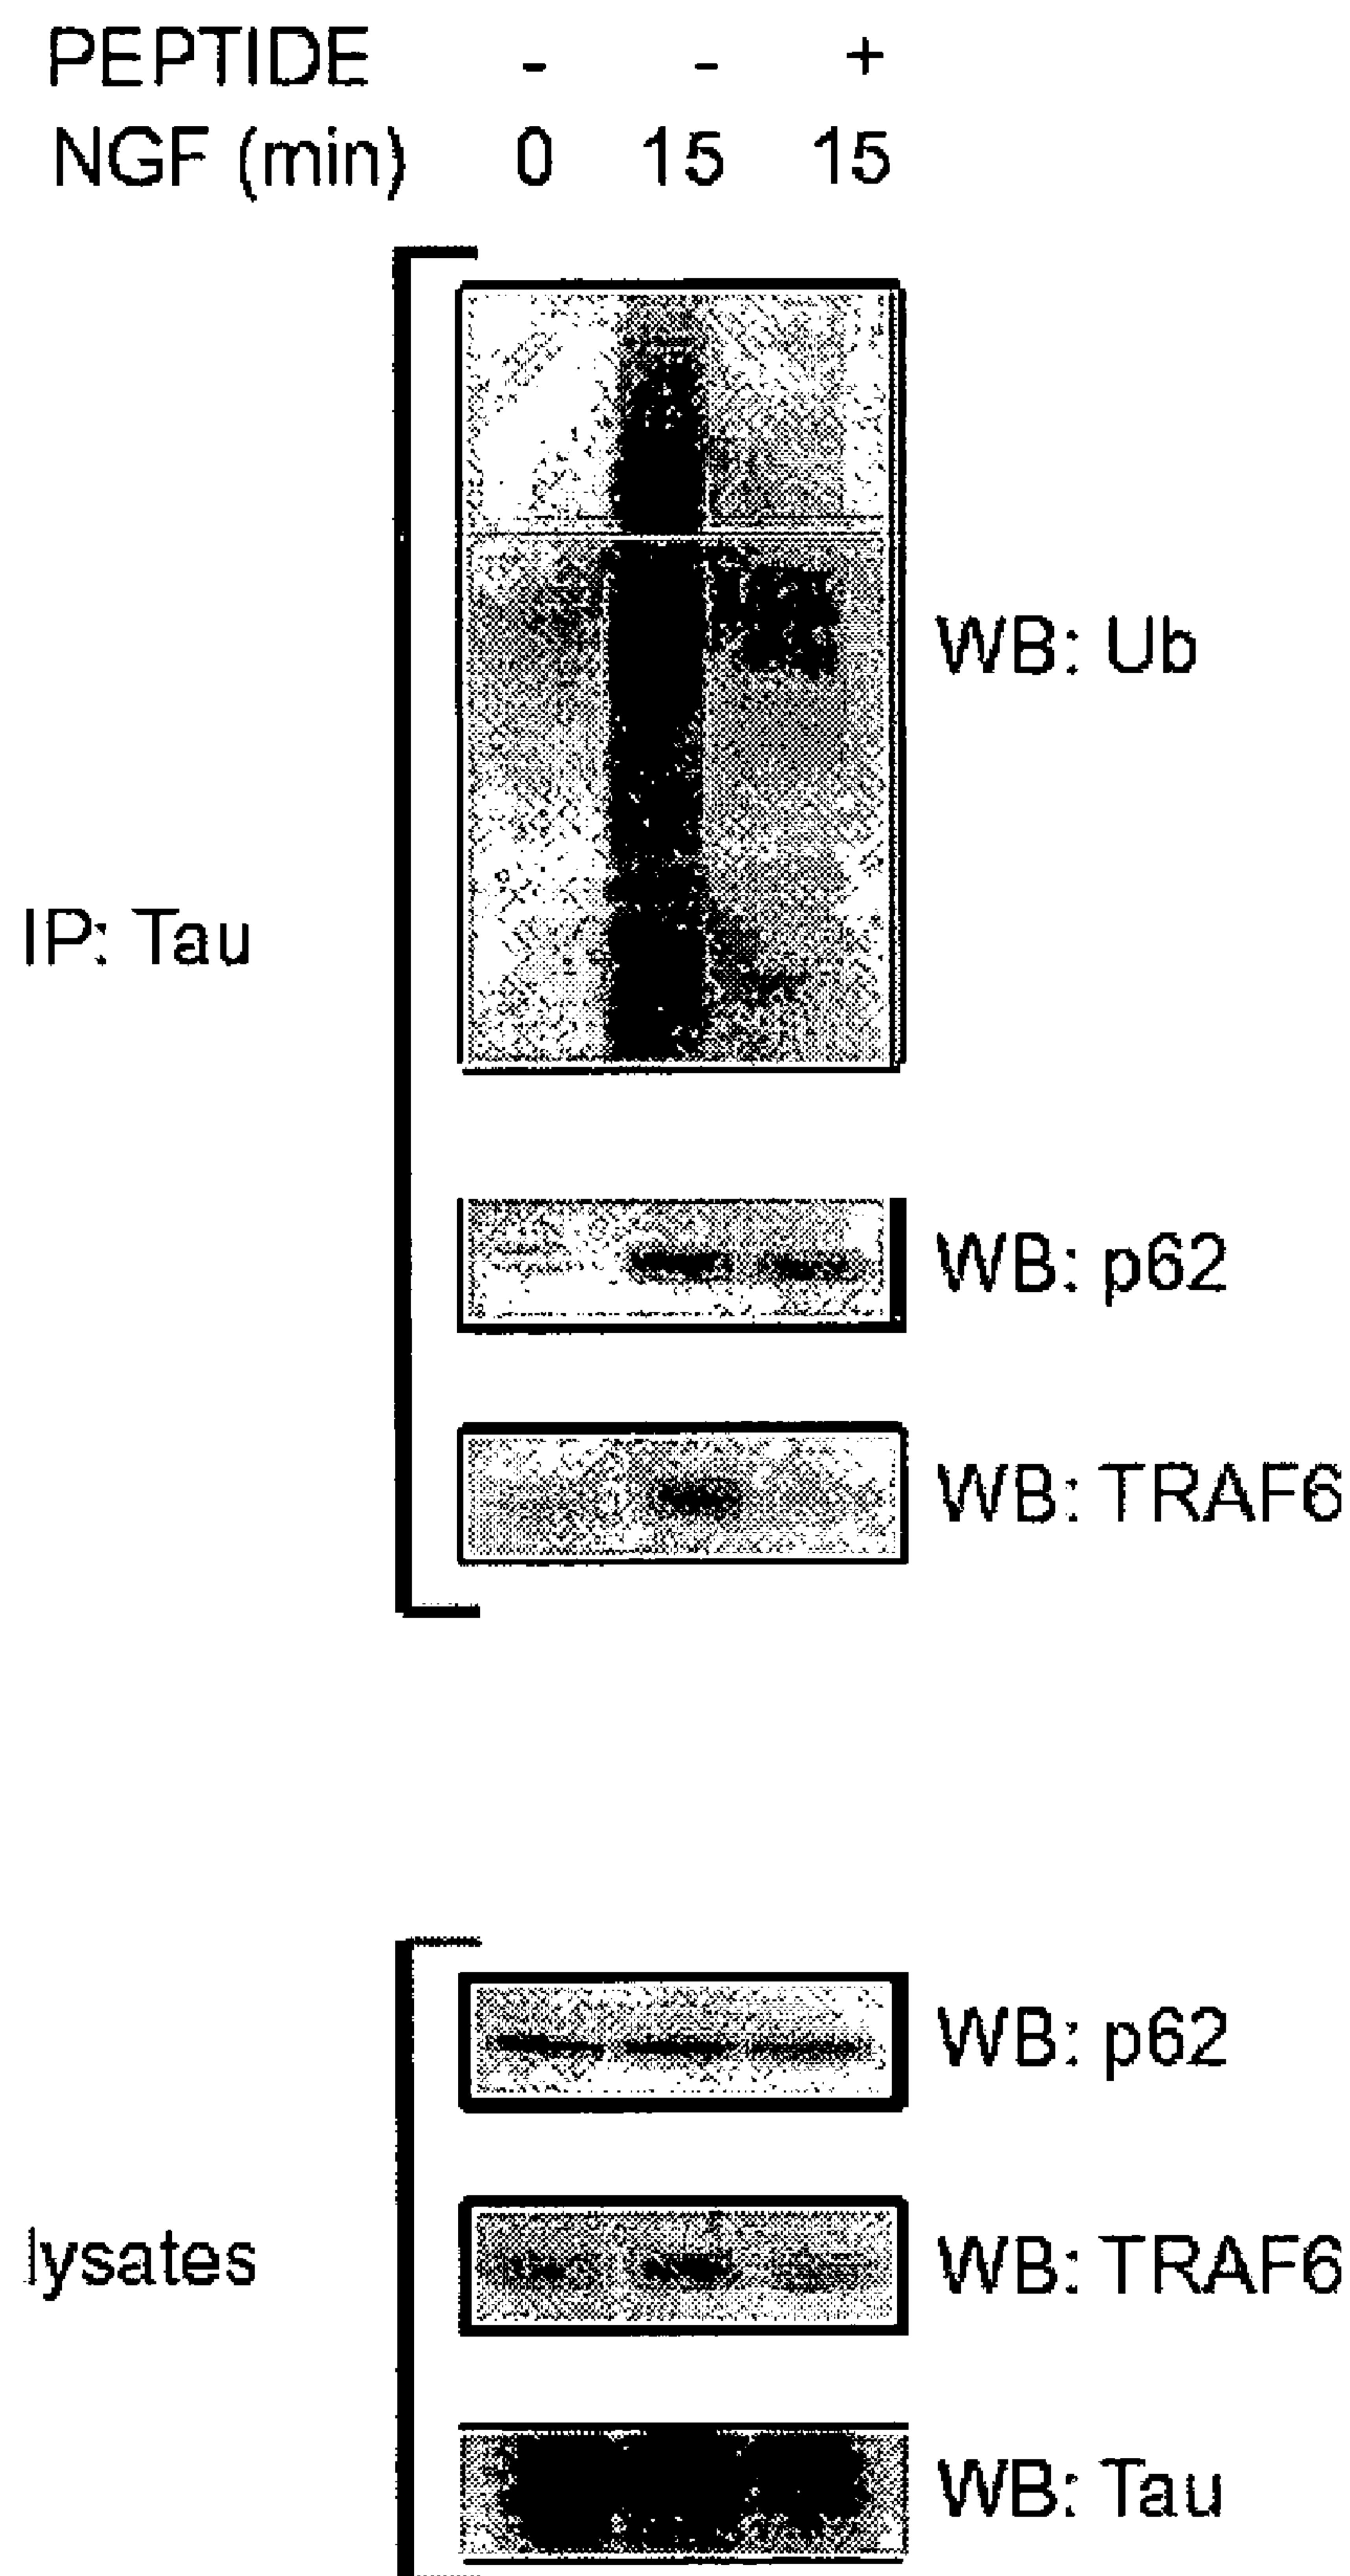 PEPTIDE - - +
NGF (min) 0 15 15
WB: Ub
IP: Tau
WB: p62
WB: TRAF6
WB: p62
lysates
WB: TRAF6
WB: Tau